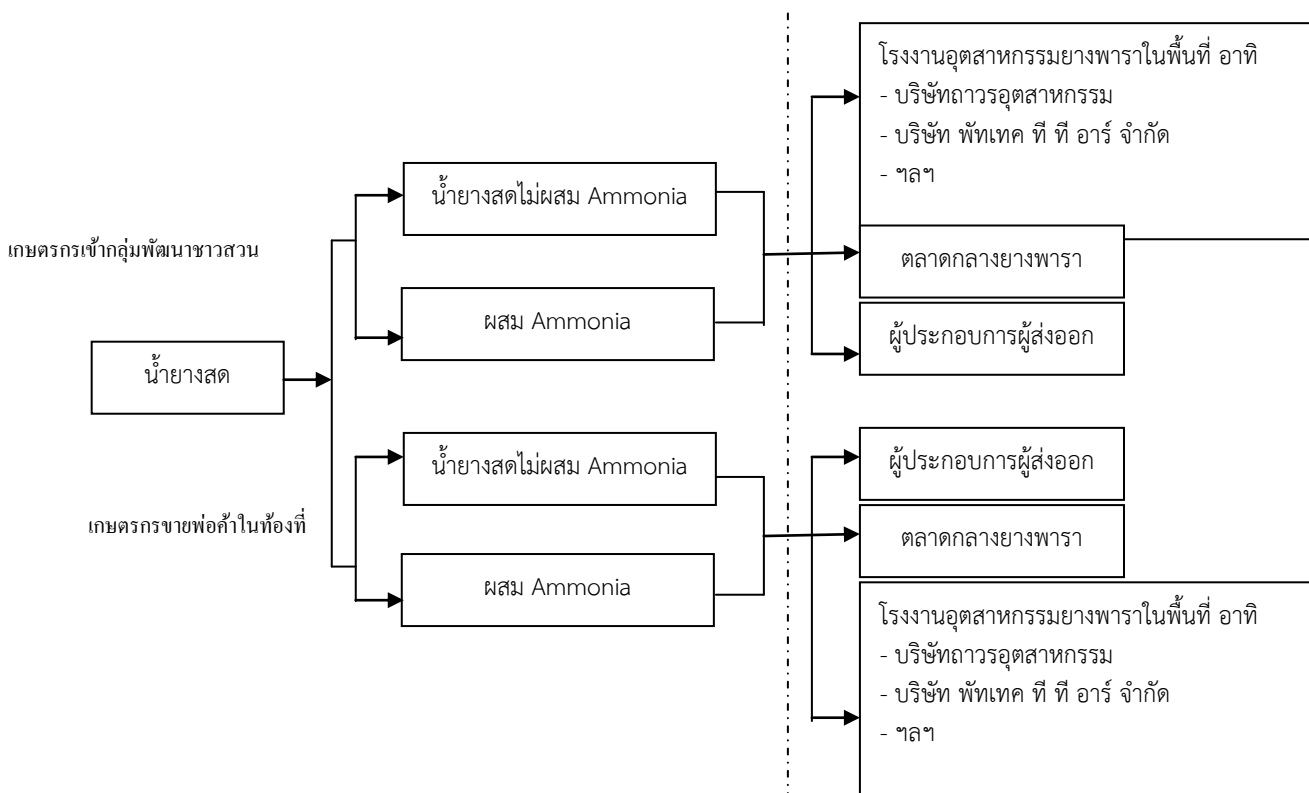 เกษตรกรเข้ากลุ่มพัฒนาชาวสวน
น้ำยางสด
เกษตรกรขายพ่อค้าในท้องที่
น้ำยางสดไม่ผสม Ammonia
ผสม Ammonia
น้ำยางสดไม่ผสม Ammonia
ผสม Ammonia
โรงงานอุตสาหกรรมยางพาราในพื้นที่ อาทิ
- บริษัทถาวรอุตสาหกรรม
- บริษัท พัทเทค ที ที อาร์ จำกัด
- ฯลฯ
ตลาดกลางยางพารา
ผู้ประกอบการผู้ส่งออก
ผู้ประกอบการผู้ส่งออก
ตลาดกลางยางพารา
โรงงานอุตสาหกรรมยางพาราในพื้นที่ อาทิ
- บริษัทถาวรอุตสาหกรรม
- บริษัท พัทเทค ที ที อาร์ จำกัด
- ฯลฯ